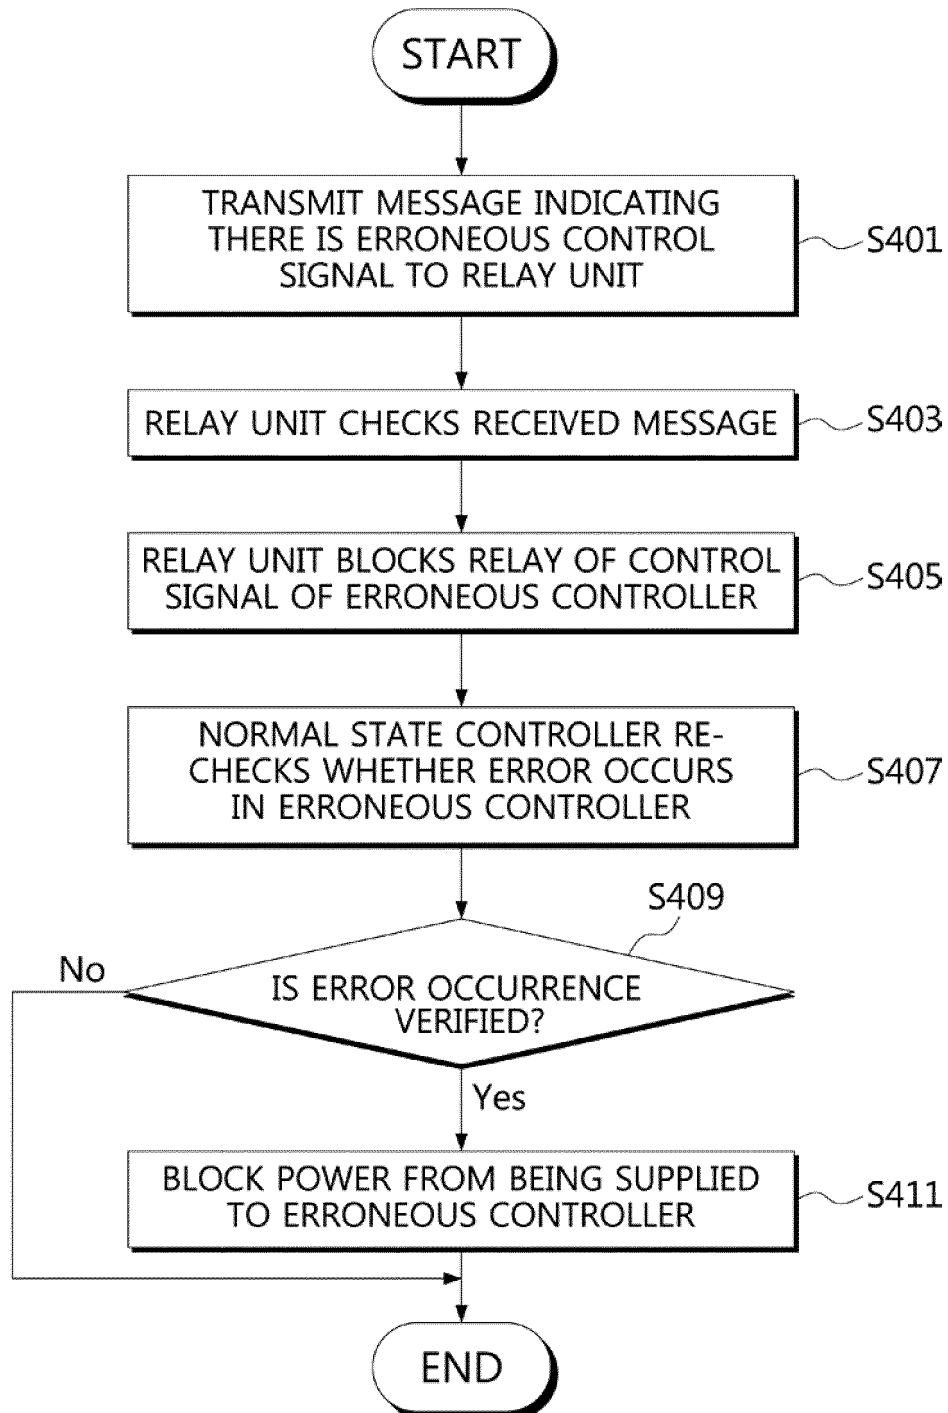 START
TRANSMIT MESSAGE INDICATING
THERE IS ERRONEOUS CONTROL
SIGNAL TO RELAY UNIT
S401
RELAY UNIT CHECKS RECEIVED MESSAGE
S403
RELAY UNIT BLOCKS RELAY OF CONTROL
SIGNAL OF ERRONEOUS CONTROLLER
S405
NORMAL STATE CONTROLLER RE-
CHECKS WHETHER ERROR OCCURS
IN ERRONEOUS CONTROLLER
S407
S409
No
IS ERROR OCCURRENCE
VERIFIED?
Yes
BLOCK POWER FROM BEING SUPPLIED
TO ERRONEOUS CONTROLLER
S411
END